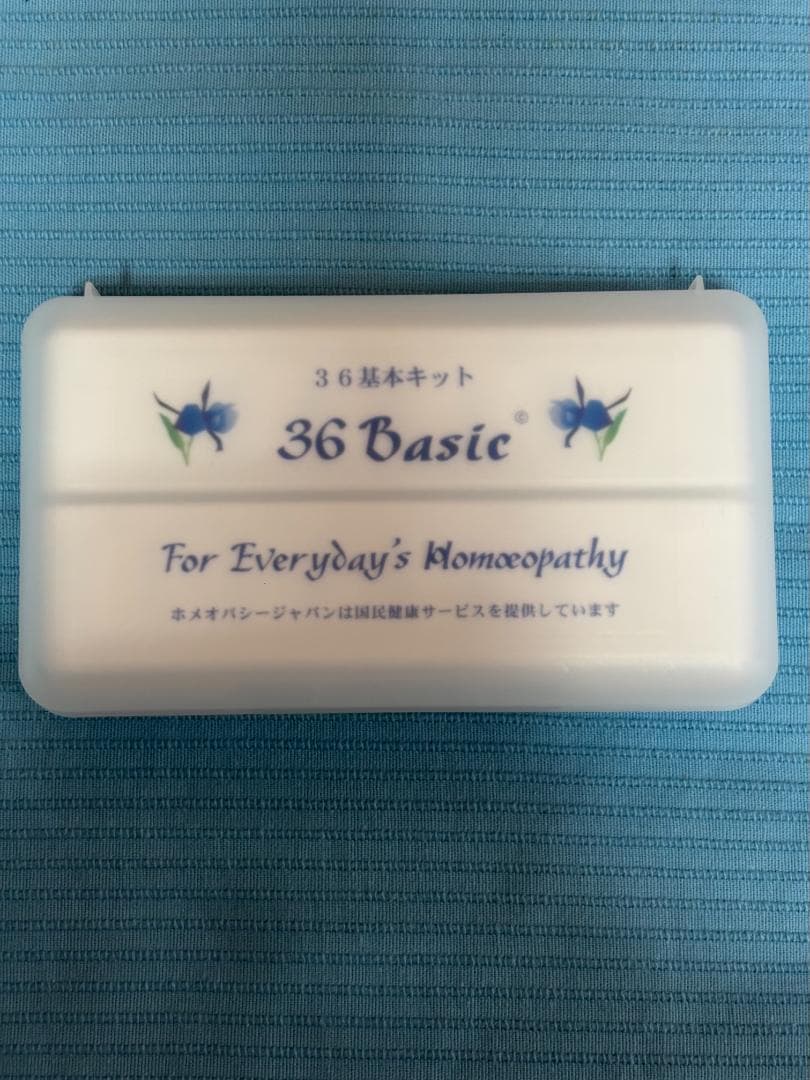 ３６基本キット
36 Basic©
For Everyday's Homœopathy
ホメオパシージャパンは国民健康サービスを提供しています